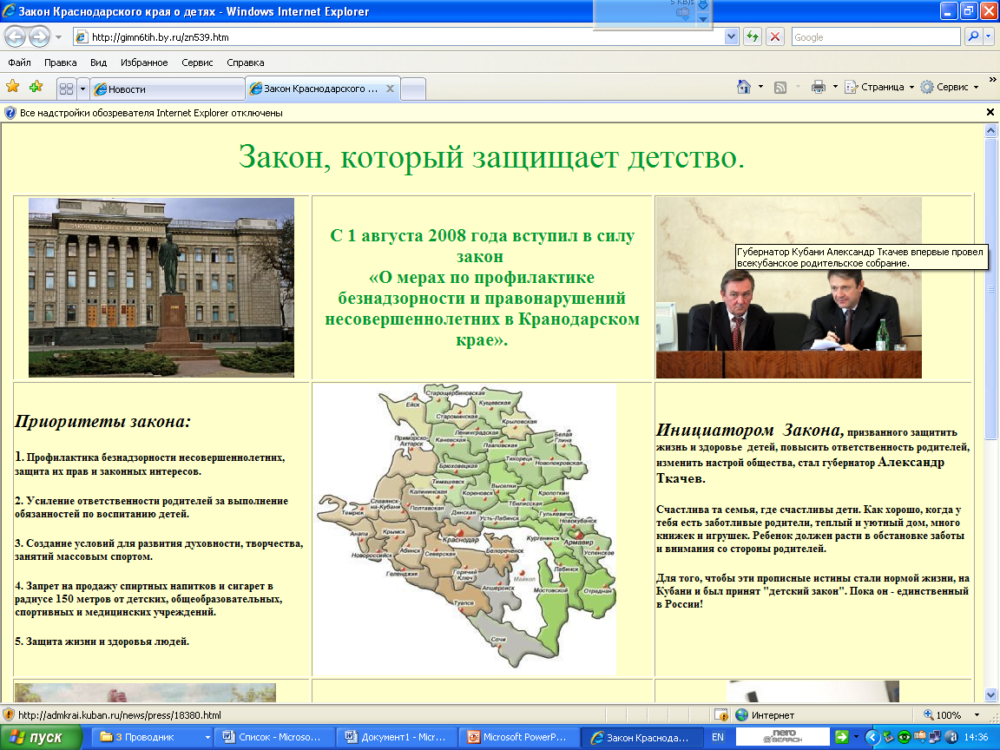 Закон Краснодарского края о детях - Windows Internet Explorer
5 KB/s
http://gimn6tih.by.ru/zn539.htm
Google
Файл Правка Вид Избранное Сервис Справка
Новости
Закон Краснодарского ...
Страница
Сервис
Все надстройки обозревателя Internet Explorer отключены
Закон, который защищает детство.
С 1 августа 2008 года вступил в силу
закон
«О мерах по профилактике
безнадзорности и правонарушений
несовершеннолетних в Кранодарском
крае».
Губернатор Кубани Александр Ткачев впервые провел
всекубанское родительское собрание.
Приоритеты закона:
1. Профилактика безнадзорности несовершеннолетних,
защита их прав и законных интересов.
2. Усиление ответственности родителей за выполнение
обязанностей по воспитанию детей.
3. Создание условий для развития духовности, творчества,
занятий массовым спортом.
4. Запрет на продажу спиртных напитков и сигарет в
радиусе 150 метров от детских, общеобразовательных,
спортивных и медицинских учреждений.
5. Защита жизни и здоровья людей.
Старощербиновская
Ейск
Кущевская
Староминская
Крыловская
Ленинградская
Белая
Глина
Приморско-
Ахтарск
Каневская
Павловская
Тихорецк
Брюховецкая
Новопокровская
Тимашевск
Выселки
Калининская
Кореновск
Кропоткин
Славянск-
на-Кубани
Тбилисская
Полтавская
Темрюк
Динская
Гулькевичи
Усть-Лабинск
Новокубанск
Анапа
Крымск
Краснодар
Курганинск
Армавир
Новороссийск
Абинск
Северская
Белореченск
Успенское
Геленджик
Горячий
Ключ
Майкоп
Лабинск
Апшеронск
Мостовской
Отрадная
Туапсе
Сочи
Инициатором Закона, призванного защитить
жизнь и здоровье детей, повысить ответственность родителей,
изменить настрой общества, стал губернатор Александр
Ткачев.
Счастлива та семья, где счастливы дети. Как хорошо, когда у
тебя есть заботливые родители, теплый и уютный дом, много
книжек и игрушек. Ребенок должен расти в обстановке заботы
и внимания со стороны родителей.
Для того, чтобы эти прописные истины стали нормой жизни, на
Кубани и был принят "детский закон". Пока он - единственный
в России!
http://admkrai.kuban.ru/news/press/18380.html
Интернет
100%
пуск
3 Проводник
Список - Microso...
Документ1 - Micr...
Microsoft PowerP...
Закон Краснода...
EN
nero
SEARCH
14:36